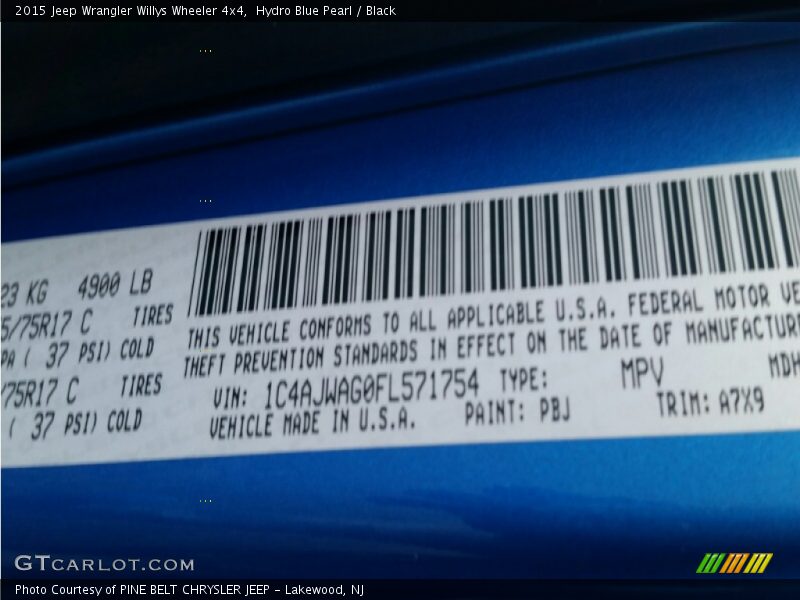 2015 Jeep Wrangler Willys Wheeler 4x4,  Hydro Blue Pearl / Black
23 KG 4900 LB
5/75R17 C TIRES
PA ( 37 PSI) COLD
/75R17 C TIRES
( 37 PSI) COLD
THIS VEHICLE CONFORMS TO ALL APPLICABLE U.S.A. FEDERAL MOTOR VE
THEFT PREVENTION STANDARDS IN EFFECT ON THE DATE OF MANUFACTURE
VIN: 1C4AJWAG0FL571754 TYPE: MPV MDH
VEHICLE MADE IN U.S.A. PAINT: PBJ TRIM: A7X9
GTCARLOT.COM
Photo Courtesy of PINE BELT CHRYSLER JEEP - Lakewood, NJ